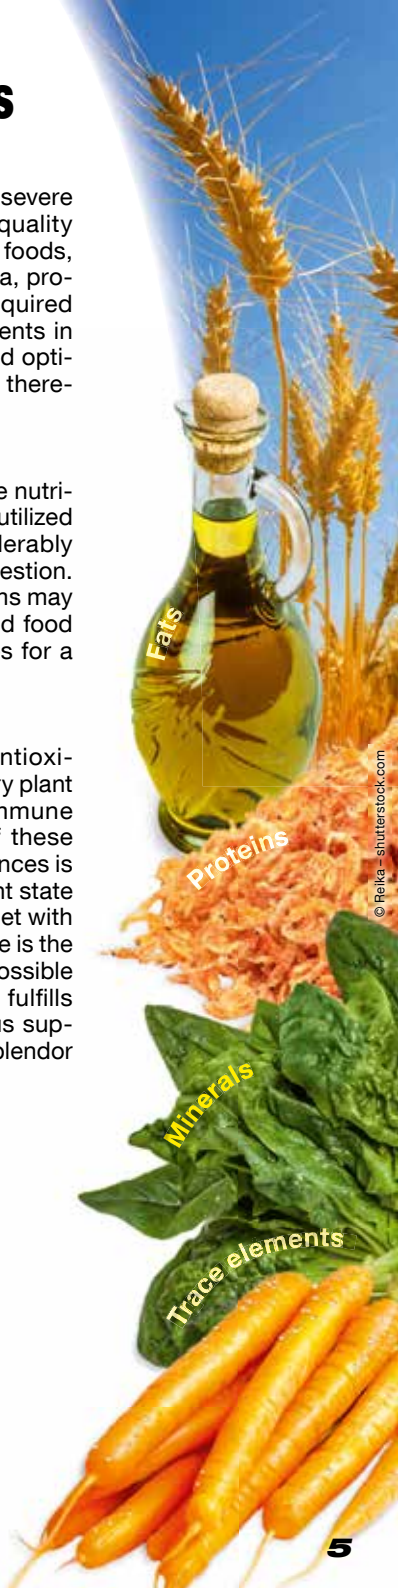 s
severe
quality
foods,
a, pro-
quired
ents in
d opti-
there-
e nutri-
utilized
derably
estion.
ns may
d food
s for a
ntioxi-
y plant
mmune
f these
nces is
nt state
et with
e is the
ossible
fulfills
us sup-
plendor
Fats
© Reika – shutterstock.com
Proteins
Minerals
Trace elements
5